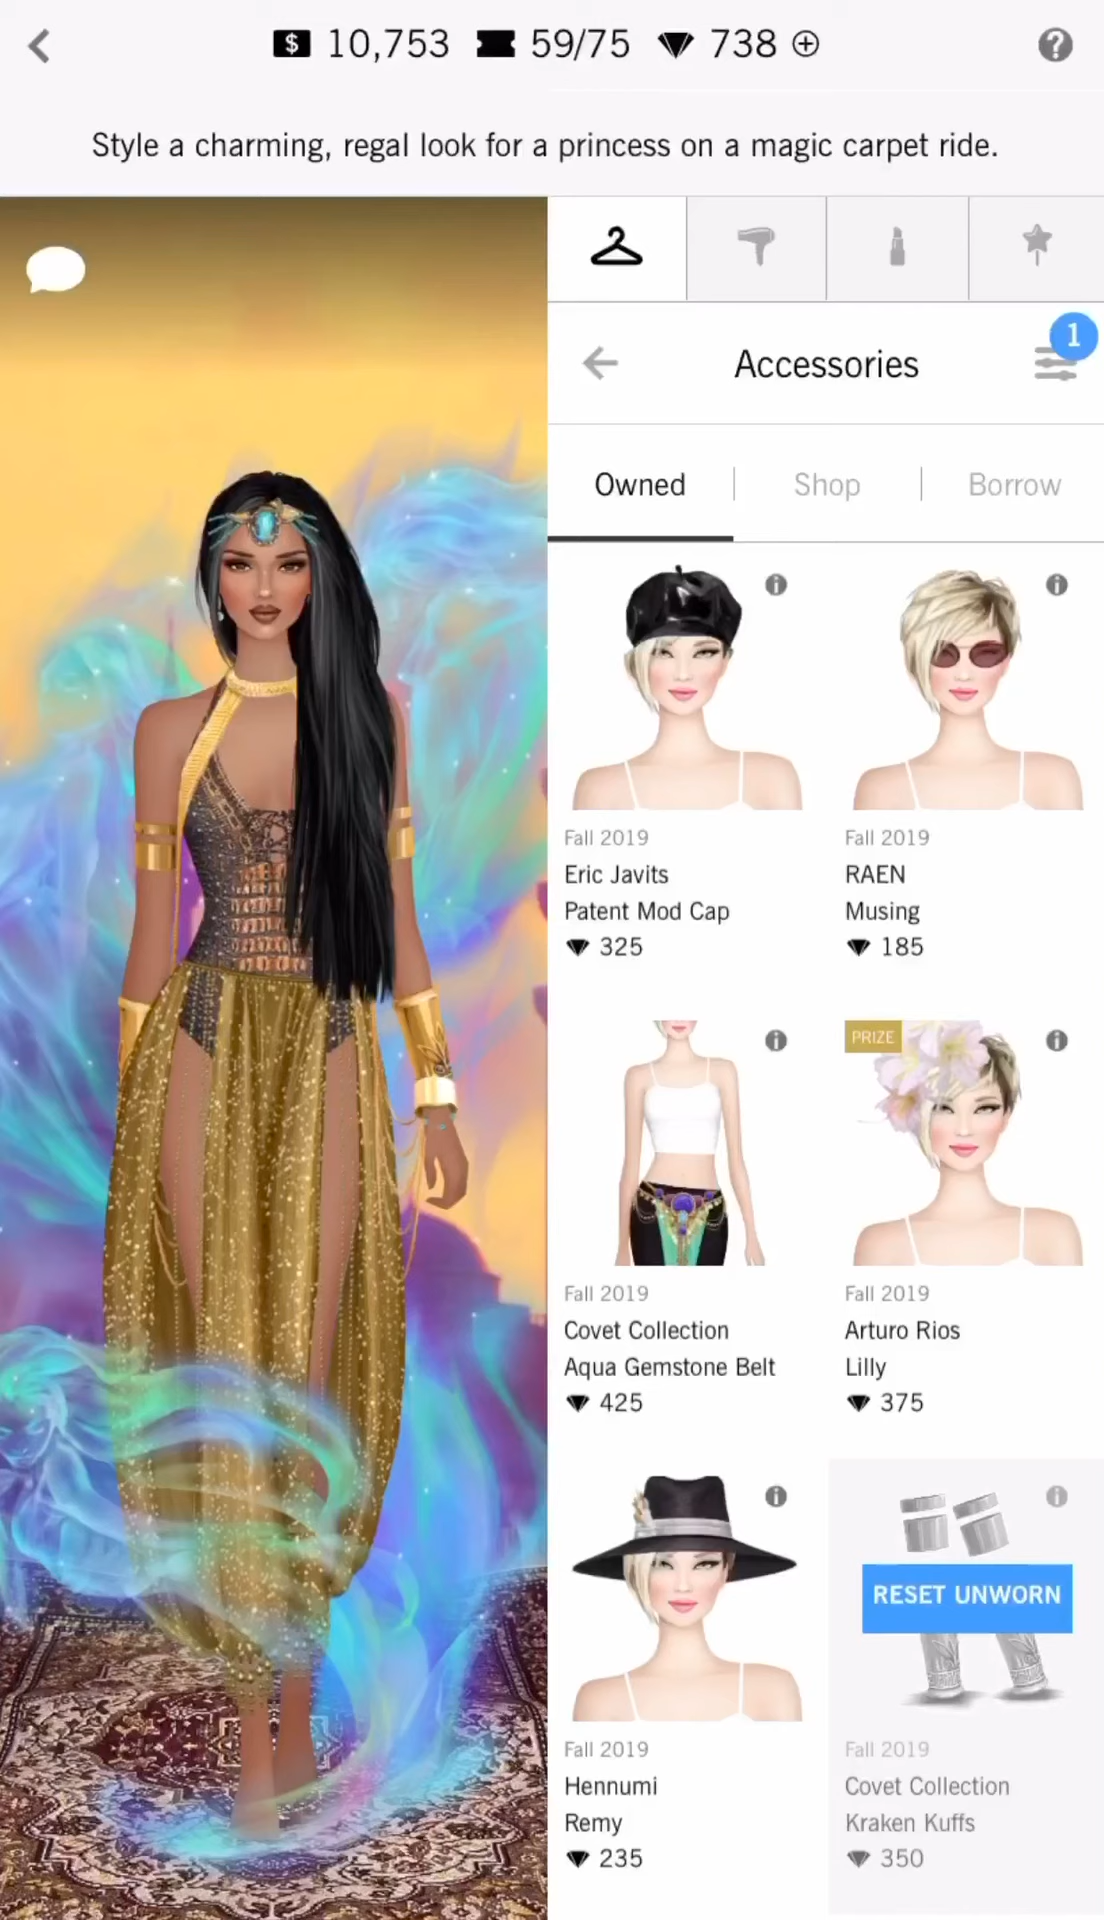 $ 10,753 59/75 738
?
Style a charming, regal look for a princess on a magic carpet ride.
1
Accessories
Owned Shop Borrow
i
i
Fall 2019
Eric Javits
Patent Mod Cap
325
Fall 2019
RAEN
Musing
185
i
PRIZE
i
Fall 2019
Covet Collection
Aqua Gemstone Belt
425
Fall 2019
Arturo Rios
Lilly
375
i
i
RESET UNWORN
Fall 2019
Hennumi
Remy
235
Fall 2019
Covet Collection
Kraken Kuffs
350